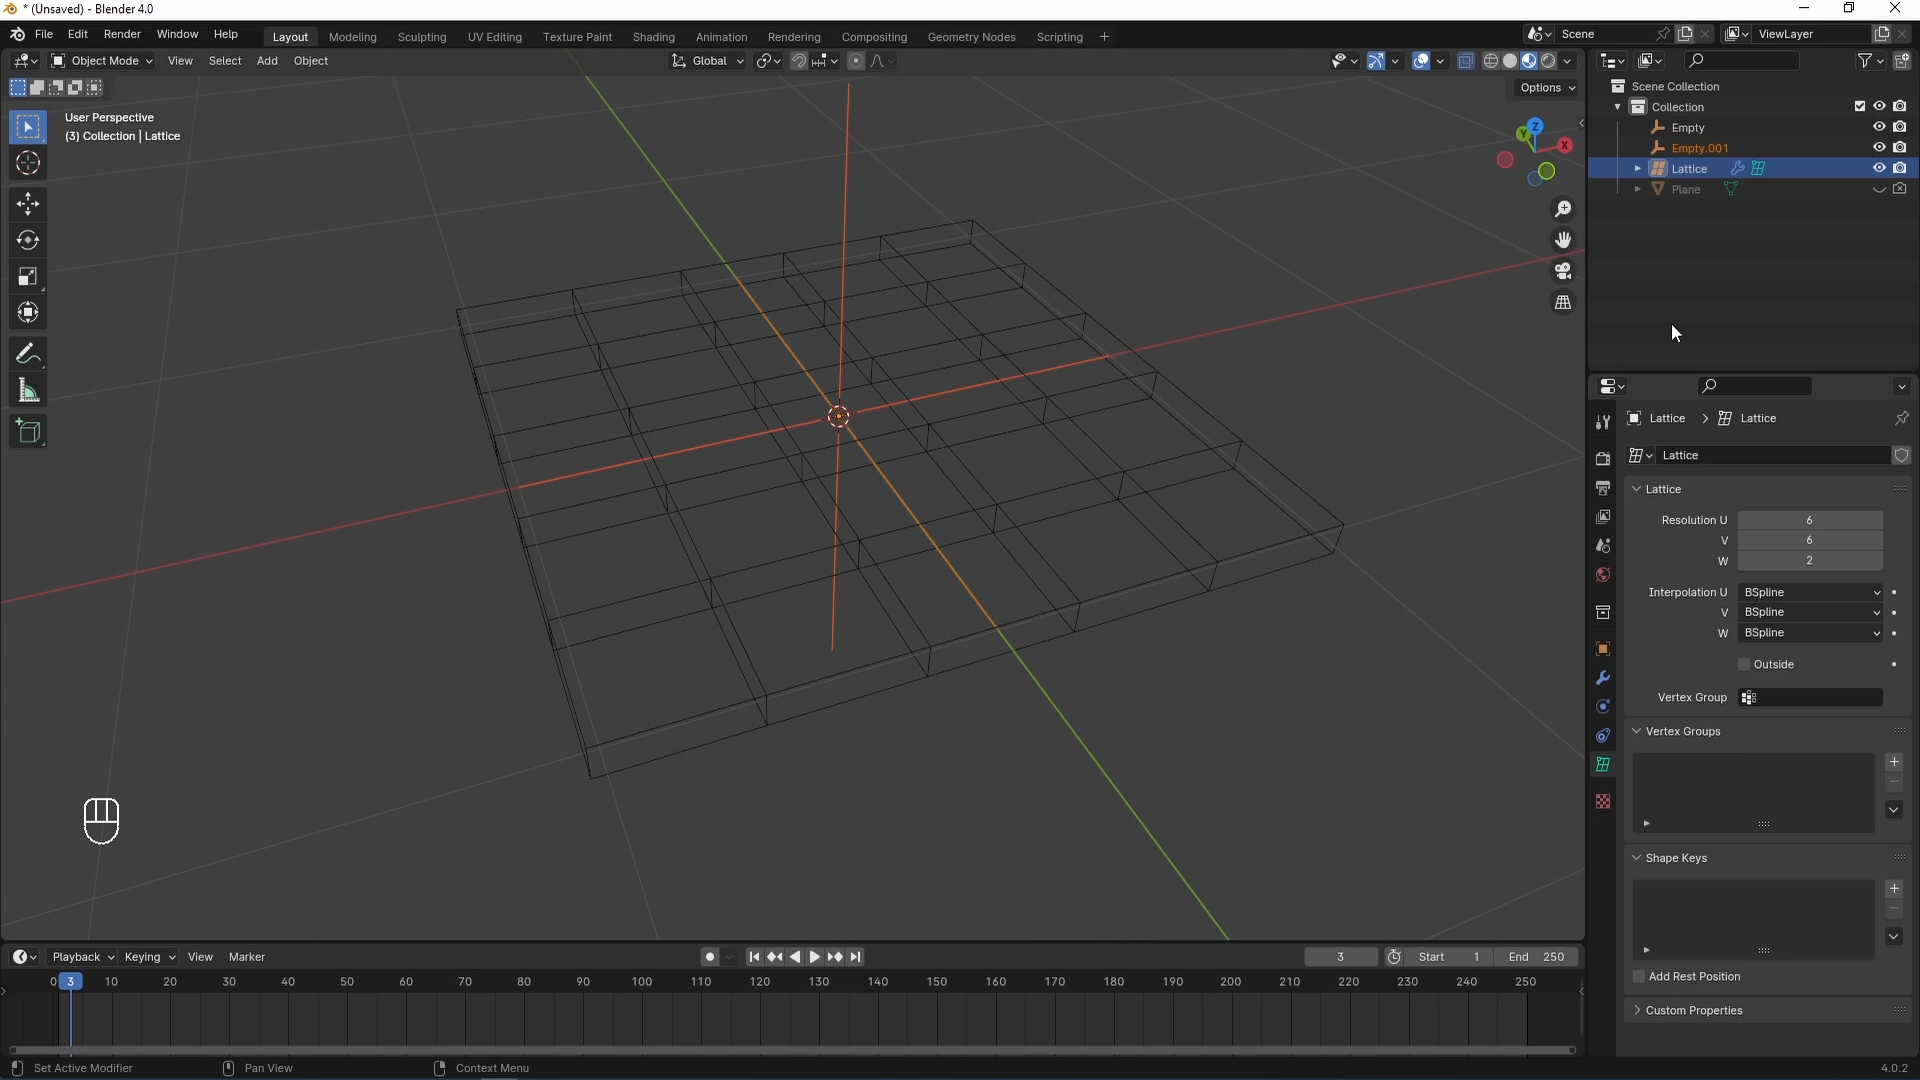 * (Unsaved) - Blender 4.0
File Edit Render Window Help
Layout Modeling Sculpting UV Editing Texture Paint Shading Animation Rendering Compositing Geometry Nodes Scripting +
Scene
ViewLayer
Object Mode View Select Add Object
Global
Options
User Perspective
(3) Collection | Lattice
Z
Y
X
Scene Collection
Collection
Empty
Empty.001
Lattice
Plane
Lattice > Lattice
Lattice
Lattice
Resolution U 6
V 6
W 2
Interpolation U BSpline
V BSpline
W BSpline
Outside
Vertex Group
Vertex Groups
Shape Keys
Add Rest Position
Custom Properties
Playback Keying View Marker
3
Start 1
End 250
0 3 10 20 30 40 50 60 70 80 90 100 110 120 130 140 150 160 170 180 190 200 210 220 230 240 250
Set Active Modifier
Pan View
Context Menu
4.0.2